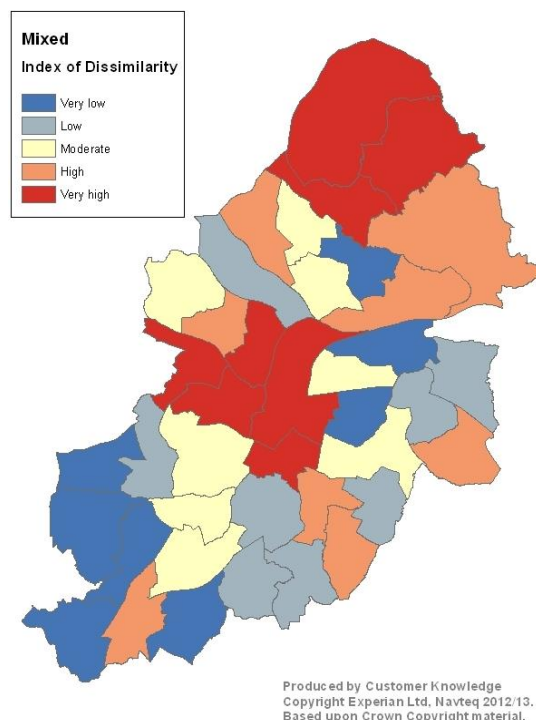 Mixed
Index of Dissimilarity
Very low
Low
Moderate
High
Very high
Produced by Customer Knowledge
Copyright Experian Ltd, Navteq 2012/13.
Based upon Crown Copyright material.